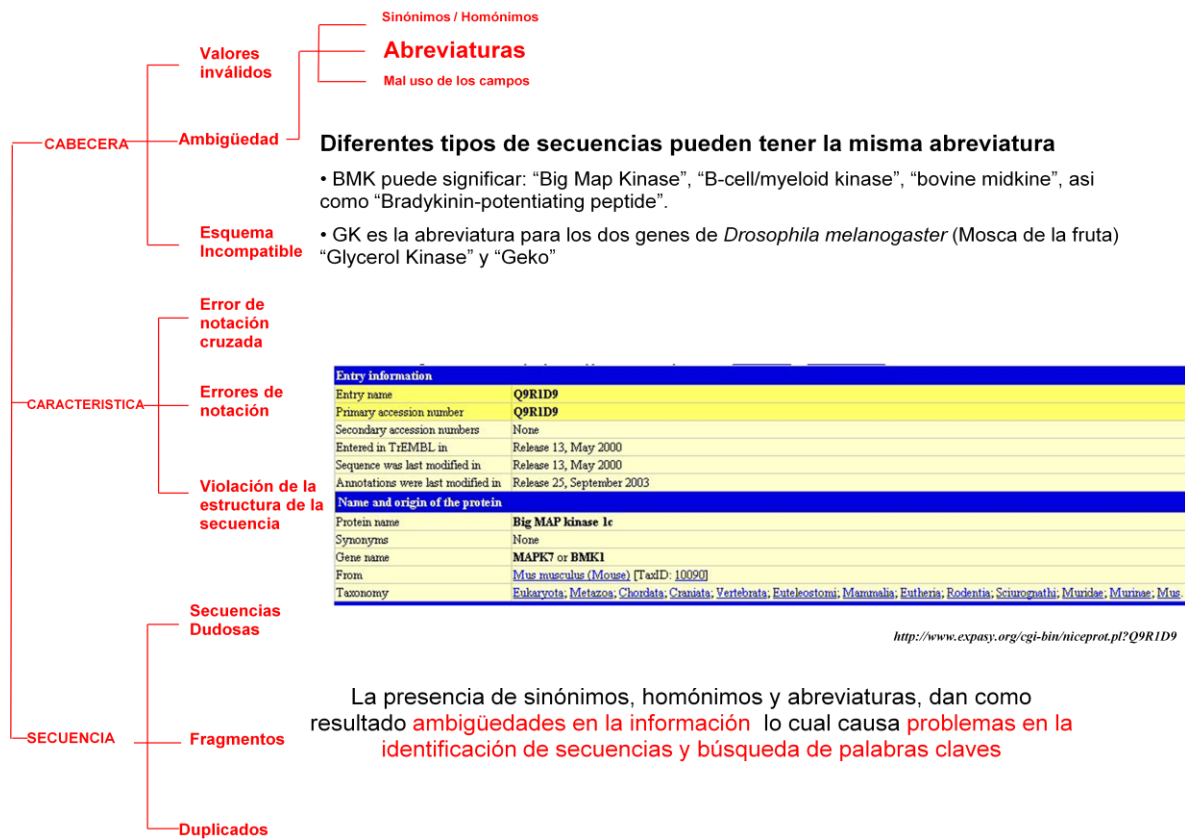 Sinónimos / Homónimos
Abreviaturas
Mal uso de los campos
Valores
inválidos
CABECERA
Ambigüedad
Esquema
Incompatible
Diferentes tipos de secuencias pueden tener la misma abreviatura
• BMK puede significar: “Big Map Kinase”, “B-cell/myeloid kinase”, “bovine midkine”, asi
como “Bradykinin-potentiating peptide”.
• GK es la abreviatura para los dos genes de Drosophila melanogaster (Mosca de la fruta)
“Glycerol Kinase” y “Geko”
Error de
notación
cruzada
CARACTERISTICA
Errores de
notación
Violación de la
estructura de la
secuencia
Entry information
Entry name Q9R1D9
Primary accession number Q9R1D9
Secondary accession numbers None
Entered in TrEMBL in Release 13, May 2000
Sequence was last modified in Release 13, May 2000
Annotations were last modified in Release 25, September 2003
Name and origin of the protein
Protein name Big MAP kinase 1c
Synonyms None
Gene name MAPK7 or BMK1
From Mus musculus (Mouse) [TaxID: 10090]
Taxonomy Eukaryota; Metazoa; Chordata; Craniata; Vertebrata; Euteleostomi; Mammalia; Eutheria; Rodentia; Sciurognathi; Muridae; Murinae; Mus.
http://www.expasy.org/cgi-bin/niceprot.pl?Q9R1D9
Secuencias
Dudosas
SECUENCIA
Fragmentos
Duplicados
La presencia de sinónimos, homónimos y abreviaturas, dan como
resultado ambigüedades en la información lo cual causa problemas en la
identificación de secuencias y búsqueda de palabras claves